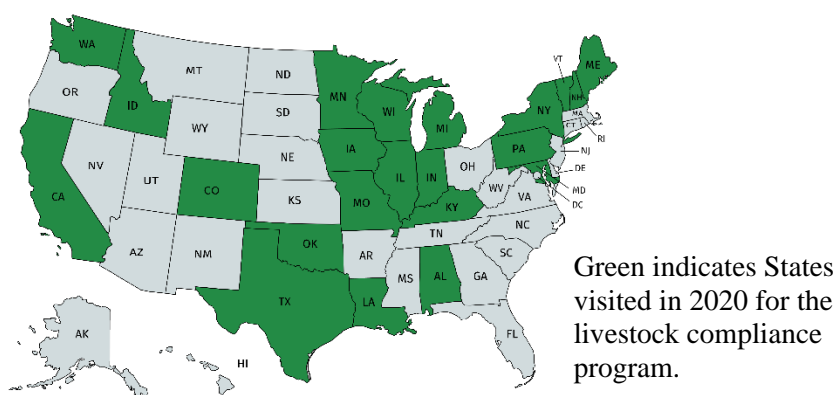 WA
MT
ND
MN
VT
ME
OR
ID
SD
WI
MI
NY
NH
MA
WY
CT
RI
IA
NE
PA
NJ
NV
UT
CO
IL
IN
OH
DE
CA
KS
MO
WV
VA
MD
KY
DC
TN
NC
AZ
NM
OK
AR
SC
MS
AL
GA
TX
LA
FL
AK
HI
Green indicates States
visited in 2020 for the
livestock compliance
program.